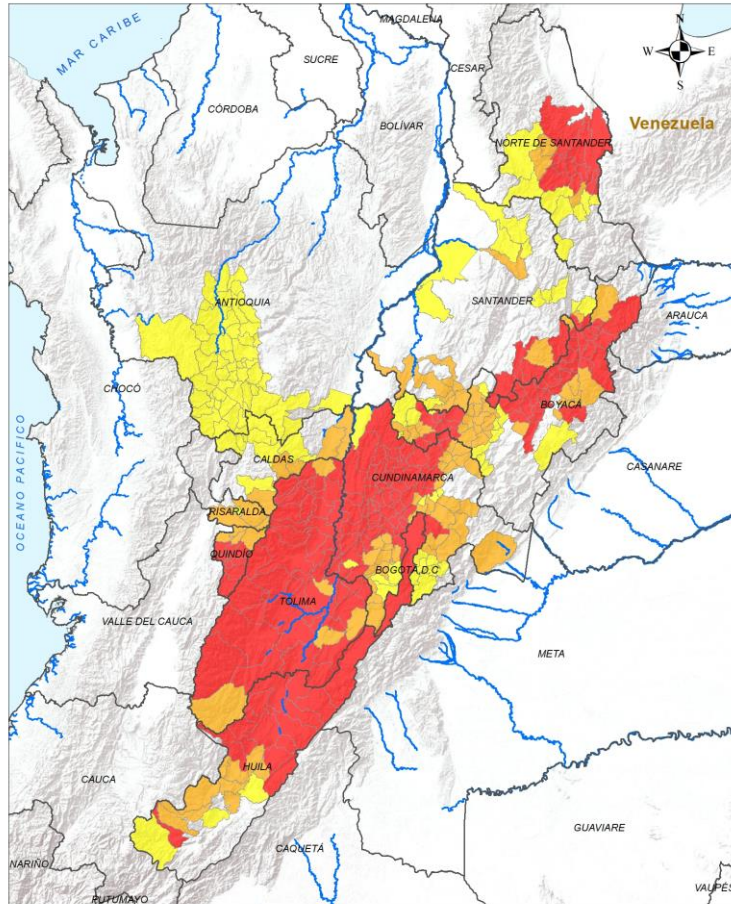 MAGDALENA
N
MAR CARIBE
SUCRE
CESAR
W
E
S
CÓRDOBA
BOLÍVAR
Venezuela
NORTE DE SANTANDER
ANTIOQUIA
SANTANDER
ARAUCA
CHOCÓ
BOYACÁ
CALDAS
CUNDINAMARCA
CASANARE
OCEANO PACIFICO
RISARALDA
QUINDÍO
BOGOTÁ, D.C
TOLIMA
VALLE DEL CAUCA
META
HUILA
CAUCA
GUAVIARE
CAQUETÁ
NARIÑO
PUTUMAYO
VAUPÉS